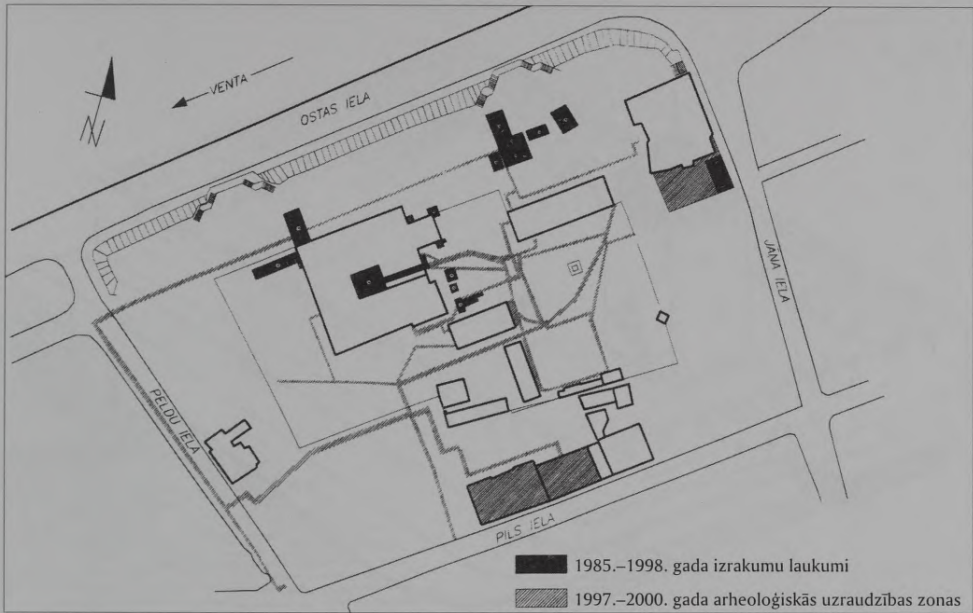 VENTA
OSTAS IELA
N
JAŅA IELA
PELDU IELA
PILS IELA
1985.–1998. gada izrakumu laukumi
1997.–2000. gada arheoloģiskās uzraudzības zonas